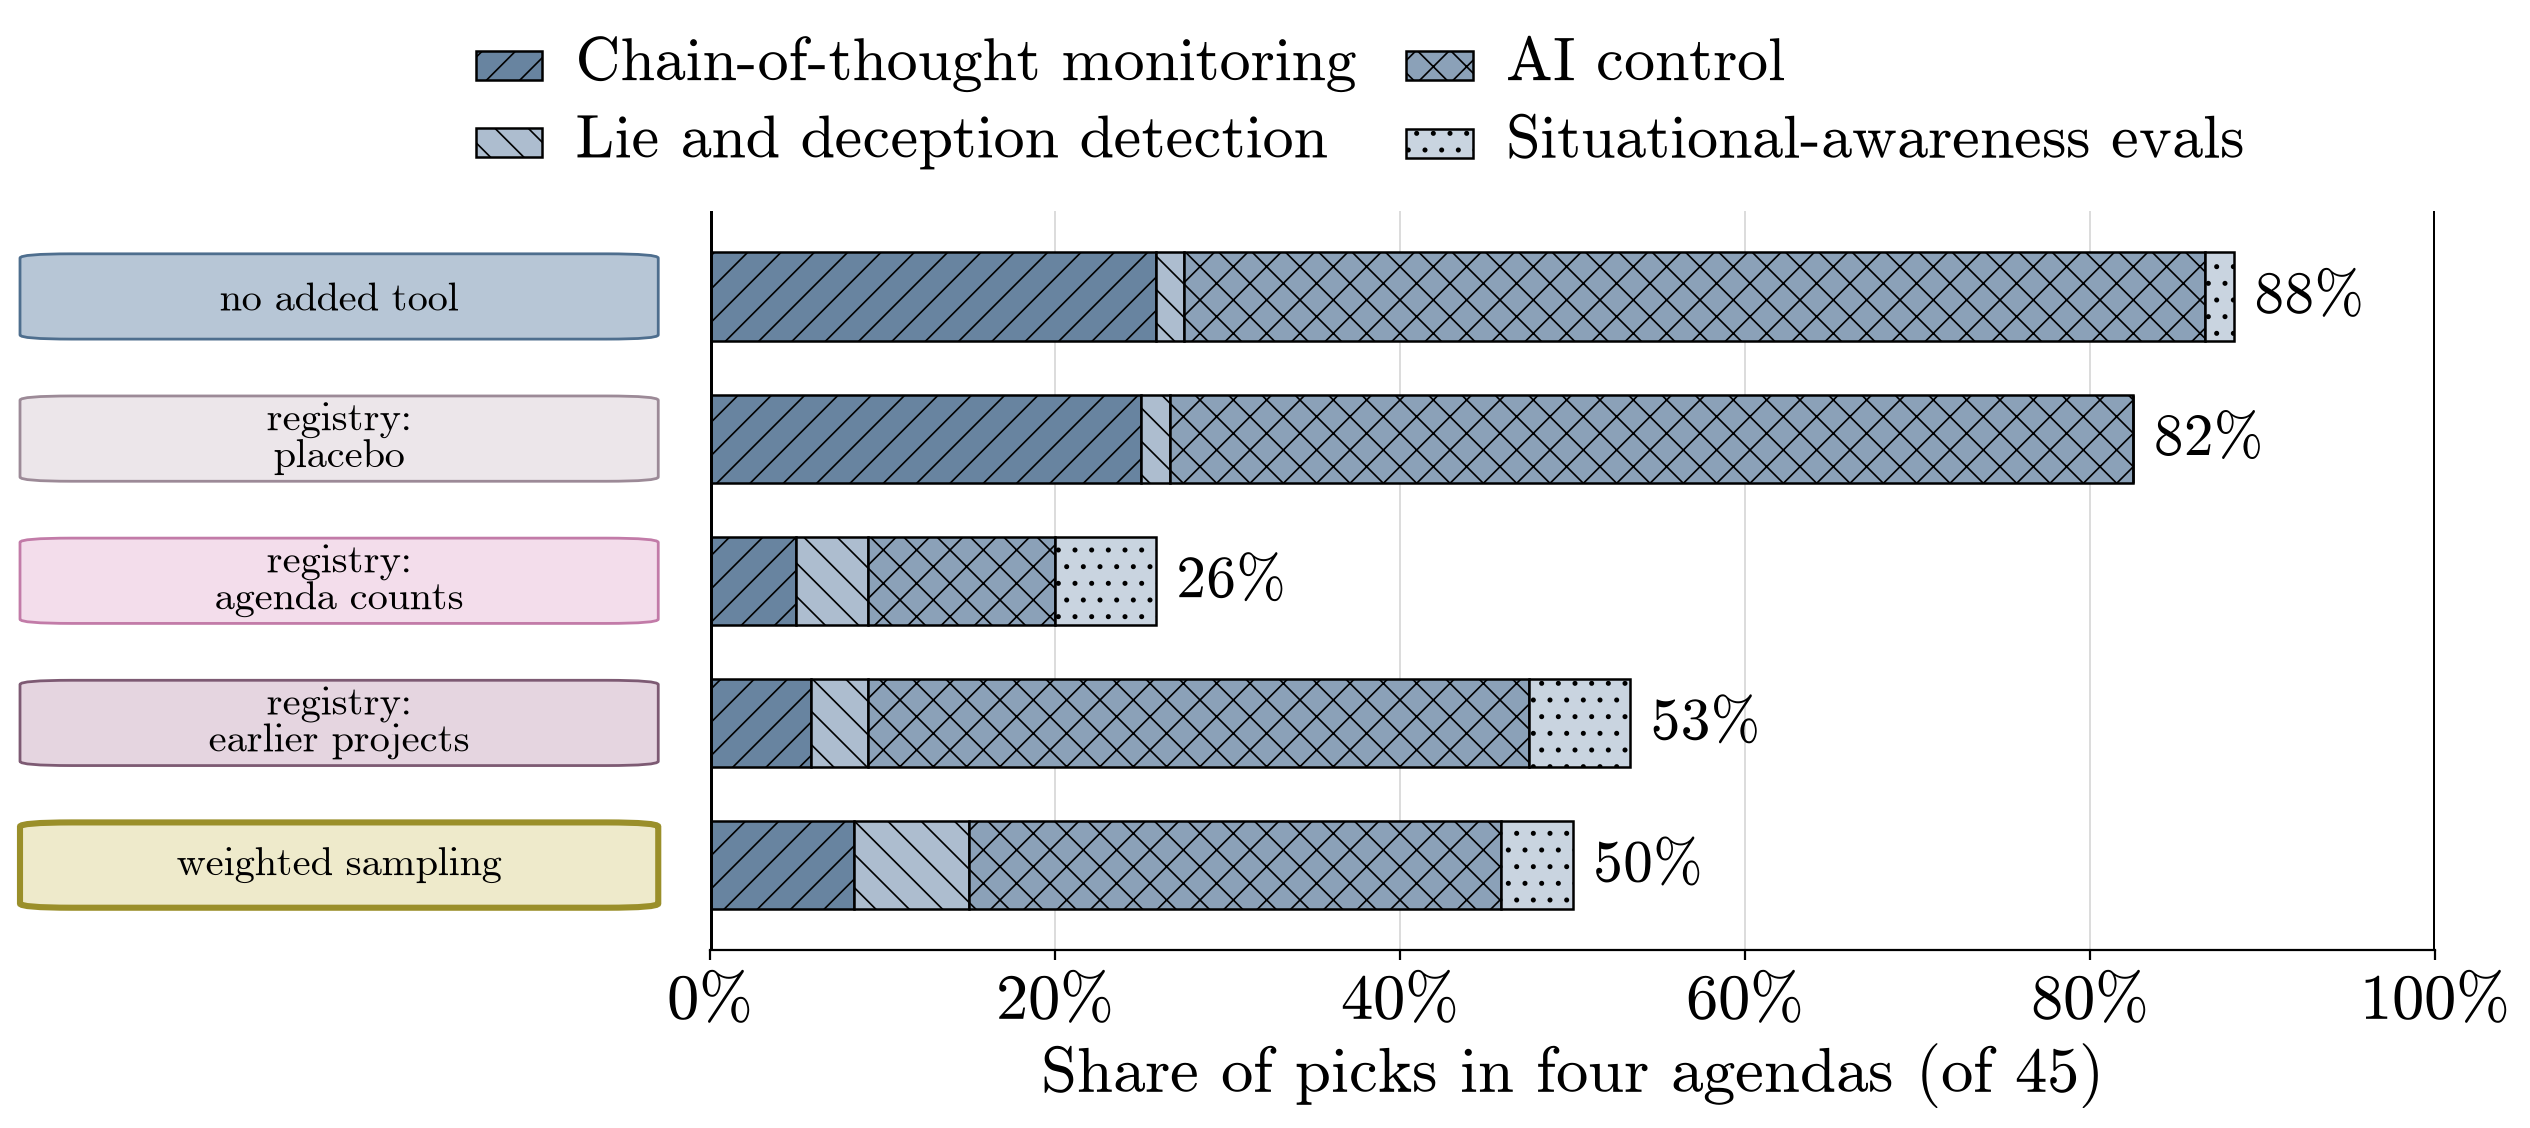 Chain-of-thought monitoring
AI control
Lie and deception detection
Situational-awareness evals
no added tool
88%
registry:
placebo
82%
registry:
agenda counts
26%
registry:
earlier projects
53%
weighted sampling
50%
0%
20%
40%
60%
80%
100%
Share of picks in four agendas (of 45)